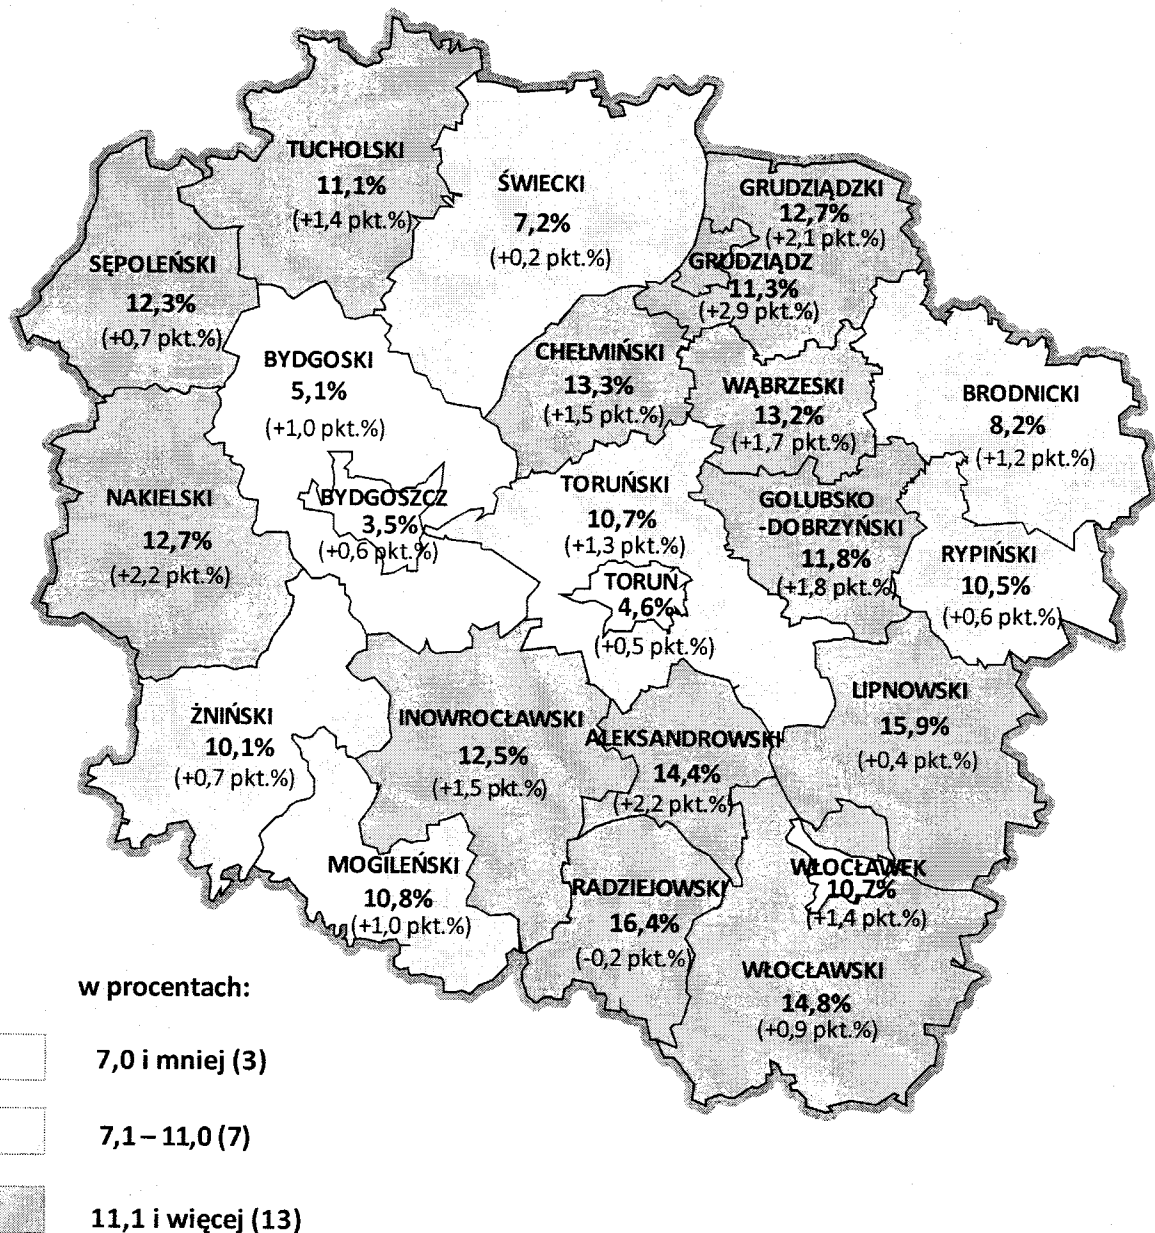 TUCHOLSKI
11,1%
(+1,4 pkt.%)
ŚWIECKI
7,2%
(+0,2 pkt.%)
GRUDZIĄDZKI
12,7%
(+2,1 pkt.%)
GRUDZIĄDZ
11,3%
(+2,9 pkt.%)
SĘPOLEŃSKI
12,3%
(+0,7 pkt.%)
BYDGOSKI
5,1%
(+1,0 pkt.%)
CHEŁMIŃSKI
13,3%
(+1,5 pkt.%)
WĄBRZESKI
13,2%
(+1,7 pkt.%)
BRODNICKI
8,2%
(+1,2 pkt.%)
NAKIELSKI
12,7%
(+2,2 pkt.%)
BYDGOSZCZ
3,5%
(+0,6 pkt.%)
TORUŃSKI
10,7%
(+1,3 pkt.%)
GOLUBSKO
-DOBRZYŃSKI
11,8%
(+1,8 pkt.%)
RYPIŃSKI
10,5%
(+0,6 pkt.%)
TORUŃ
4,6%
(+0,5 pkt.%)
ŻNIŃSKI
10,1%
(+0,7 pkt.%)
INOWROCŁAWSKI
12,5%
(+1,5 pkt.%)
ALEKSANDROWSKI
14,4%
(+2,2 pkt.%)
LIPNOWSKI
15,9%
(+0,4 pkt.%)
MOGILEŃSKI
10,8%
(+1,0 pkt.%)
RADZIEJOWSKI
16,4%
(-0,2 pkt.%)
WŁOCŁAWEK
10,7%
(+1,4 pkt.%)
WŁOCŁAWSKI
14,8%
(+0,9 pkt.%)
w procentach:
7,0 i mniej (3)
7,1 – 11,0 (7)
11,1 i więcej (13)